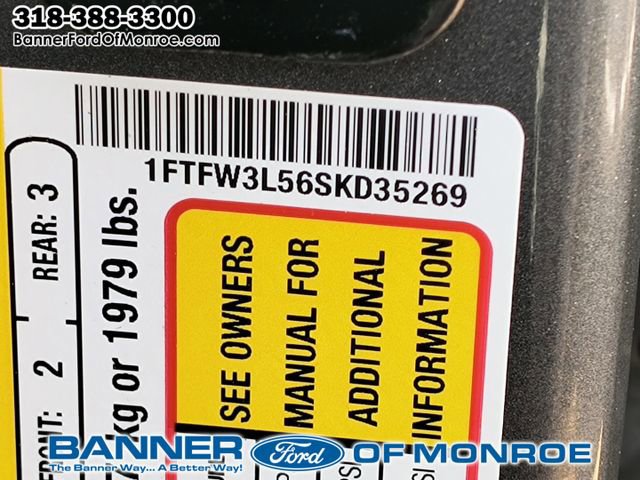 318-388-3300
BannerFordOfMonroe.com
1FTFW3L56SKD35269
REAR: 3
FRONT: 2
kg or 1979 lbs.
SEE OWNERS
MANUAL FOR
ADDITIONAL
INFORMATION
BANNER Ford OF MONROE
The Banner Way... A Better Way!